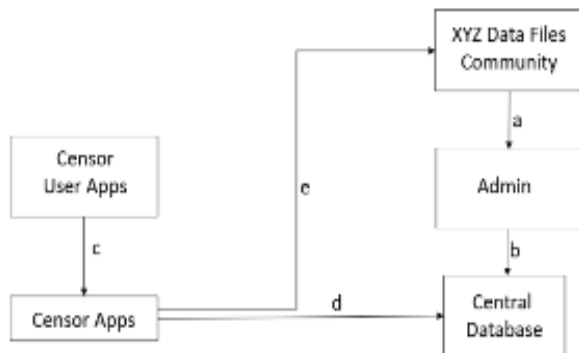 XYZ Data Files
Community
a
Censor
User Apps
e
Admin
c
b
d
Censor Apps
Central
Database